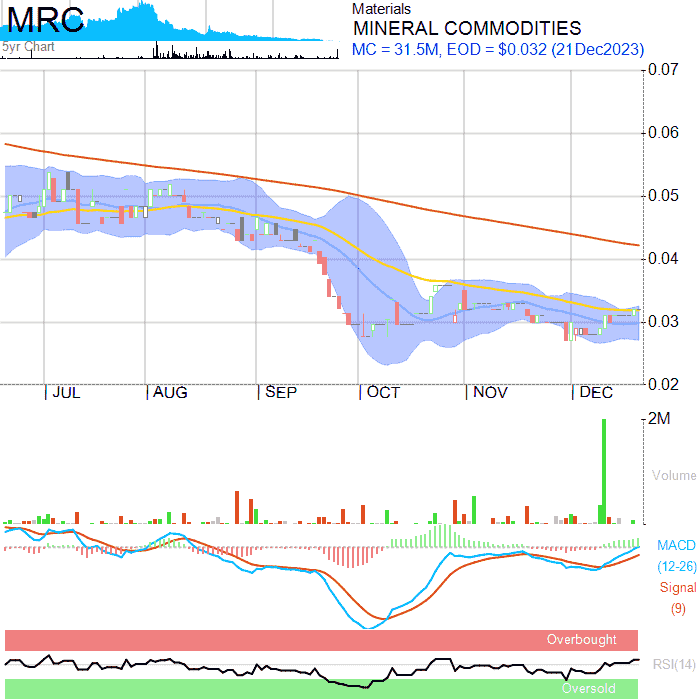 MRC
5yr Chart
Materials
MINERAL COMMODITIES
MC = 31.5M, EOD = $0.032 (21Dec2023)
0.07
0.06
0.05
0.04
0.03
0.02
JUL AUG SEP OCT NOV DEC
2M
Volume
MACD
(12-26)
Signal
(9)
Overbought
RSI(14)
Oversold